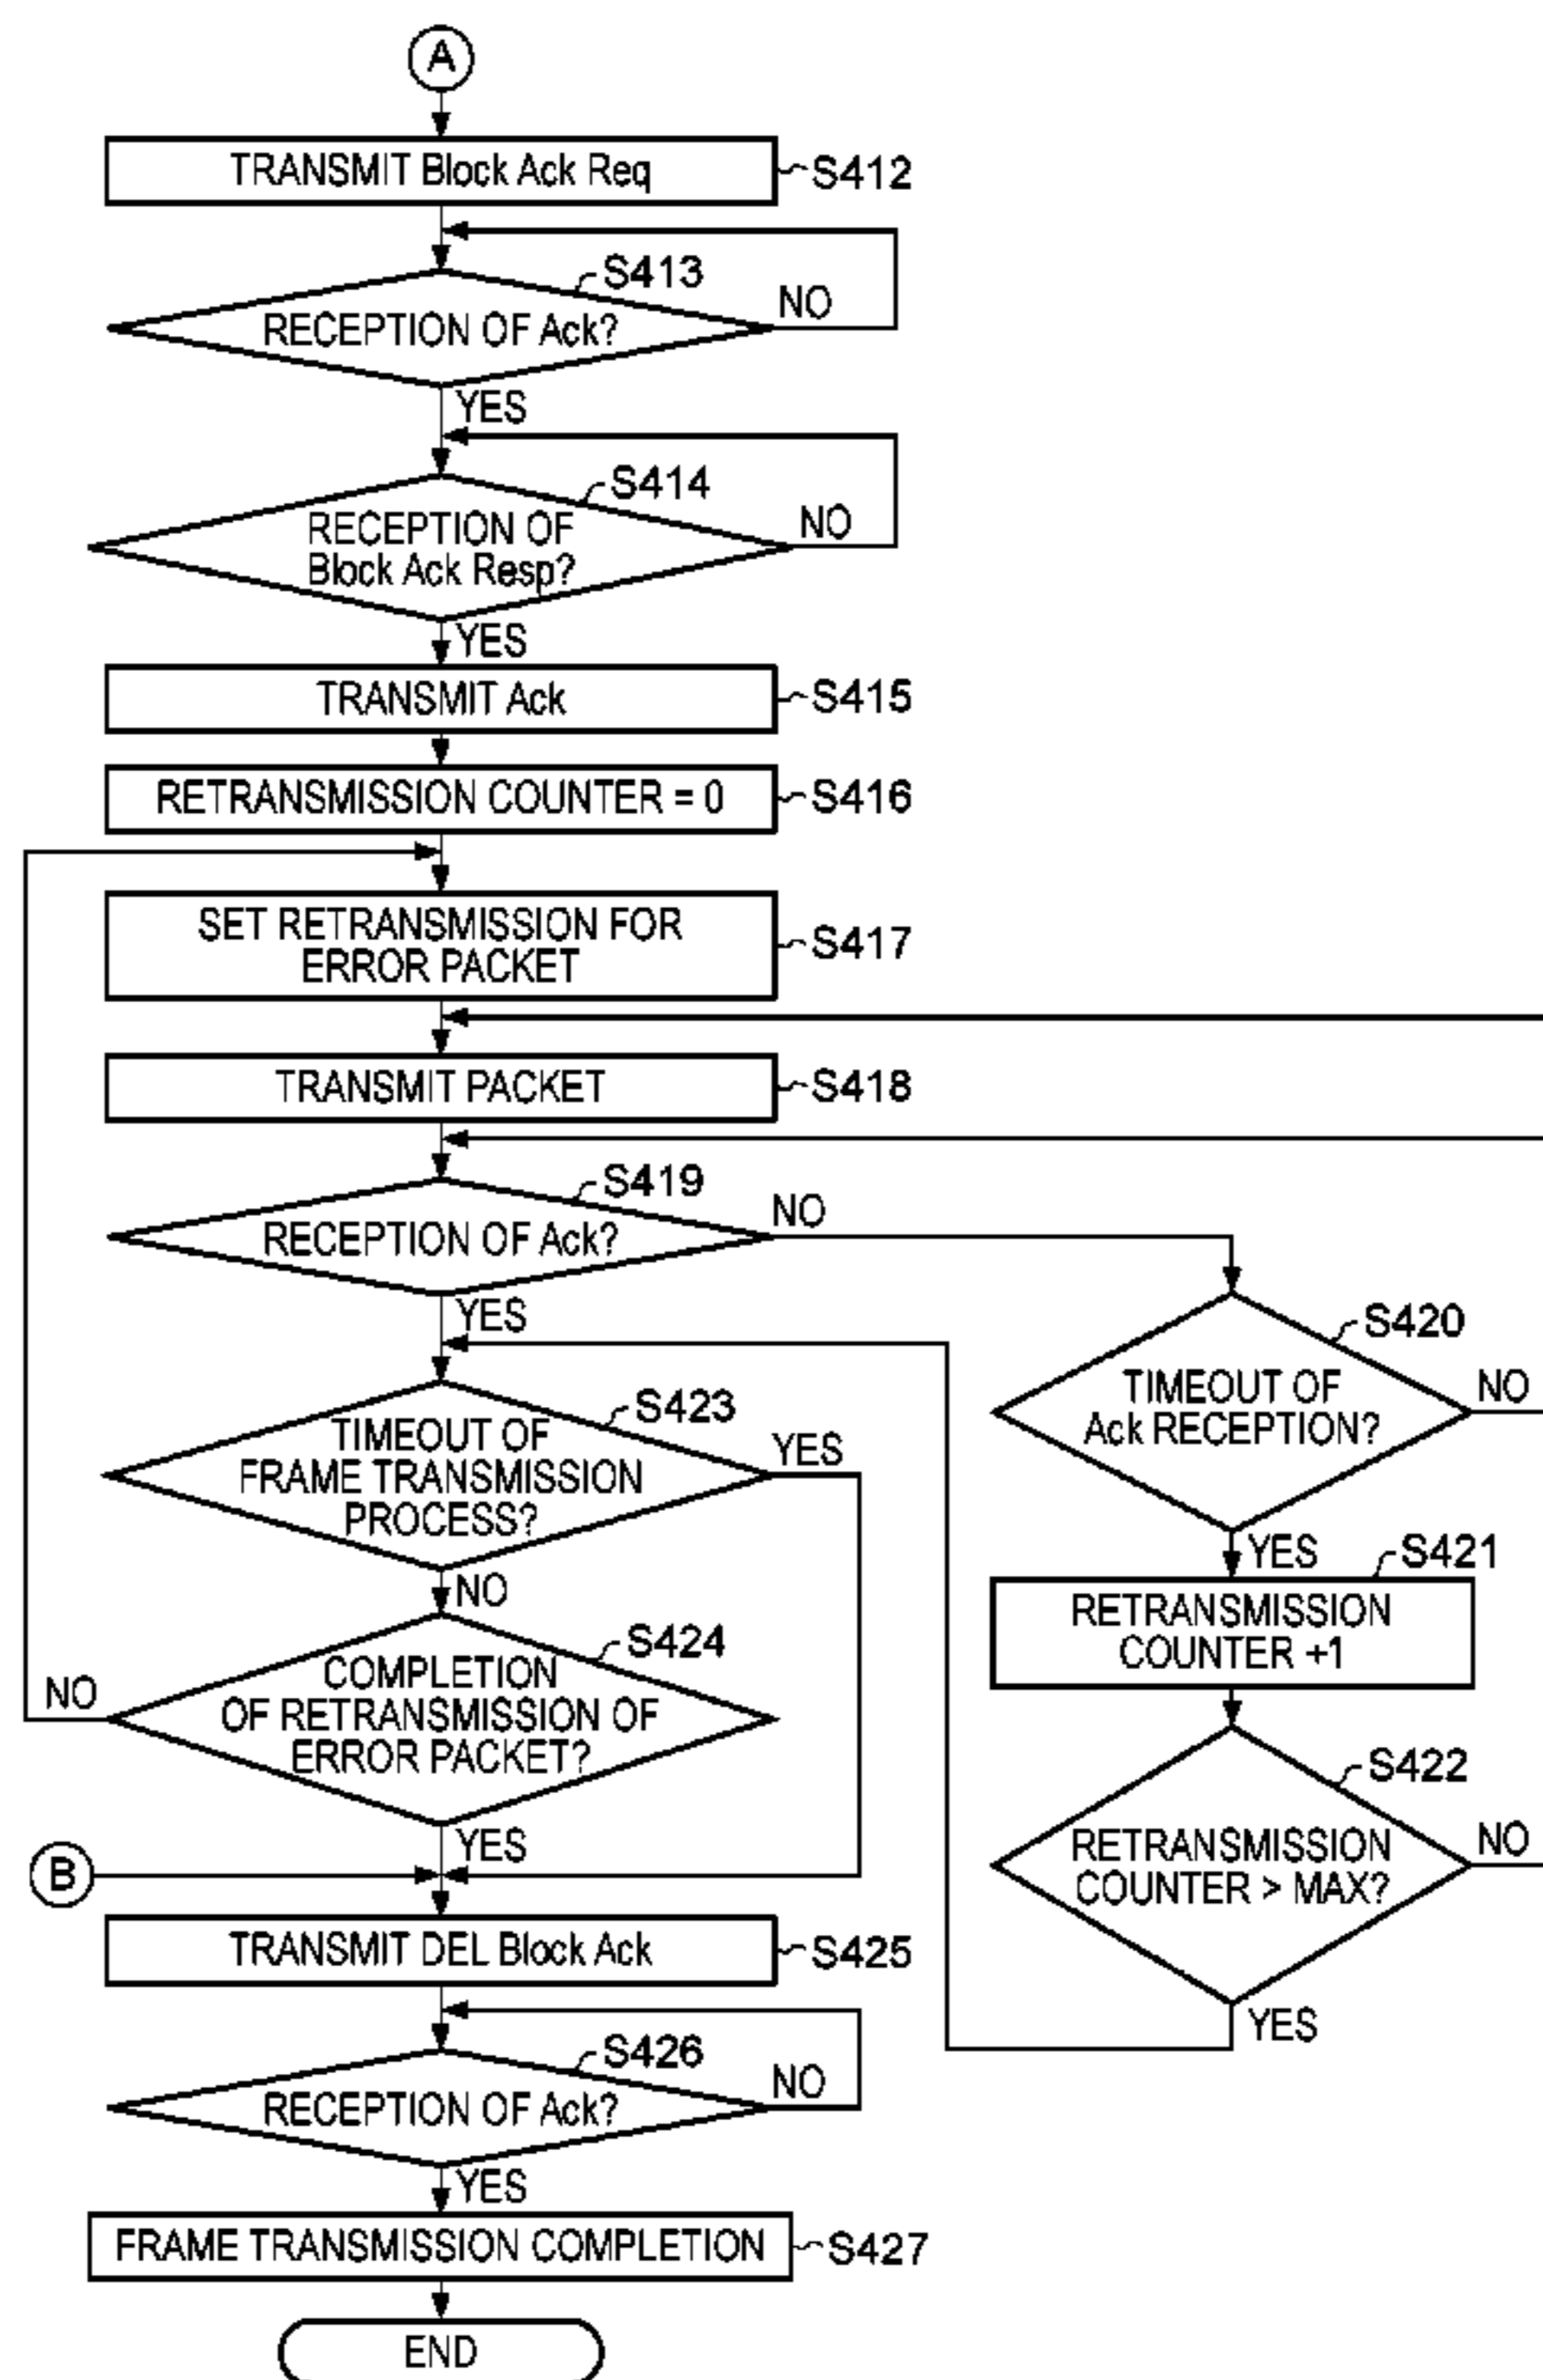 A
TRANSMIT Block Ack Req
S412
S413
RECEPTION OF Ack?
NO
YES
S414
RECEPTION OF
Block Ack Resp?
NO
YES
TRANSMIT Ack
S415
RETRANSMISSION COUNTER = 0
S416
SET RETRANSMISSION FOR
ERROR PACKET
S417
TRANSMIT PACKET
S418
S419
RECEPTION OF Ack?
NO
YES
S420
TIMEOUT OF
Ack RECEPTION?
NO
YES
S421
RETRANSMISSION
COUNTER +1
S422
RETRANSMISSION
COUNTER > MAX?
NO
YES
S423
TIMEOUT OF
FRAME TRANSMISSION
PROCESS?
YES
NO
S424
COMPLETION
OF RETRANSMISSION OF
ERROR PACKET?
NO
YES
B
TRANSMIT DEL Block Ack
S425
S426
RECEPTION OF Ack?
NO
YES
FRAME TRANSMISSION COMPLETION
S427
END